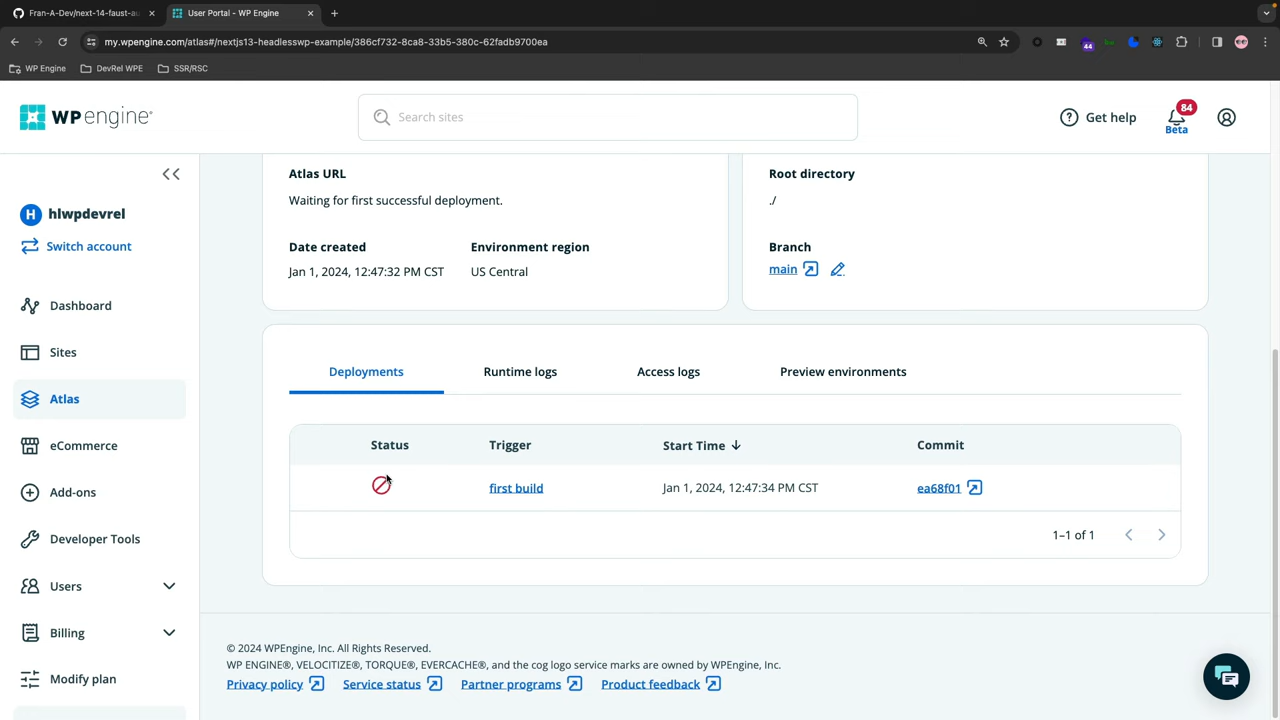 Fran-A-Dev/next-14-faust-au
User Portal - WP Engine
my.wpengine.com/atlas#/nextjs13-headlesswp-example/386cf732-8ca8-33b5-380c-62fadb9700ea
44
WP Engine
DevRel WPE
SSR/RSC
wpengine
Search sites
Get help
84
Beta
H hlwpdevrel
Switch account
Dashboard
Sites
Atlas
eCommerce
Add-ons
Developer Tools
Users
Billing
Modify plan
Atlas URL
Waiting for first successful deployment.
Date created
Environment region
Jan 1, 2024, 12:47:32 PM CST
US Central
Root directory
./
Branch
main
Deployments
Runtime logs
Access logs
Preview environments
Status
Trigger
Start Time
Commit
first build
Jan 1, 2024, 12:47:34 PM CST
ea68f01
1–1 of 1
© 2024 WPEngine, Inc. All Rights Reserved.
WP ENGINE®, VELOCITIZE®, TORQUE®, EVERCACHE®, and the cog logo service marks are owned by WPEngine, Inc.
Privacy policy
Service status
Partner programs
Product feedback